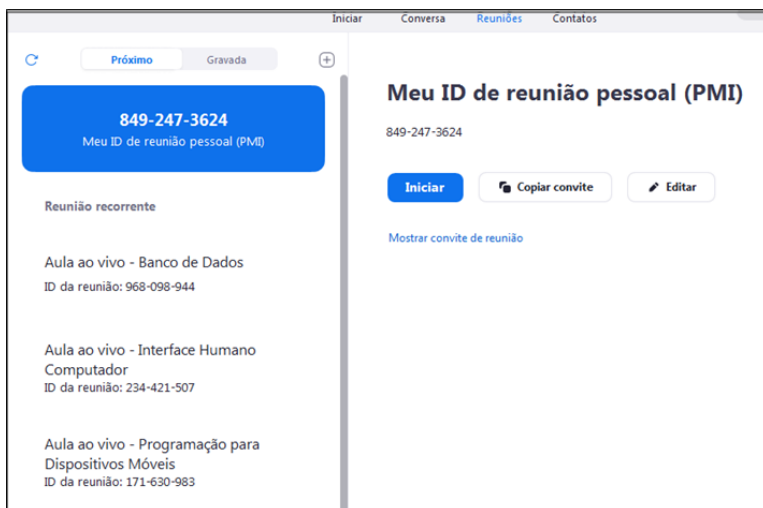 Iniciar Conversa Reuniões Contatos
Próximo Gravada
849-247-3624
Meu ID de reunião pessoal (PMI)
Reunião recorrente
Aula ao vivo - Banco de Dados
ID da reunião: 968-098-944
Aula ao vivo - Interface Humano
Computador
ID da reunião: 234-421-507
Aula ao vivo - Programação para
Dispositivos Móveis
ID da reunião: 171-630-983
Meu ID de reunião pessoal (PMI)
849-247-3624
Iniciar Copiar convite Editar
Mostrar convite de reunião